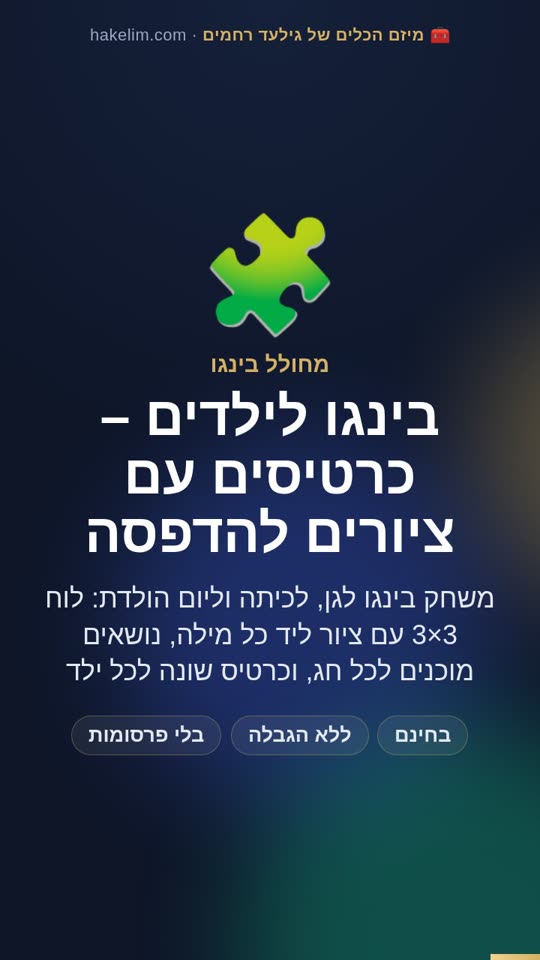 🧰 מיזם הכלים של גילעד רחמים · hakelim.com
מחולל בינגו
בינגו לילדים –
כרטיסים עם
ציורים להדפסה
משחק בינגו לגן, לכיתה וליום הולדת: לוח
3×3 עם ציור ליד כל מילה, נושאים
מוכנים לכל חג, וכרטיס שונה לכל ילד
בחינם
ללא הגבלה
בלי פרסומות